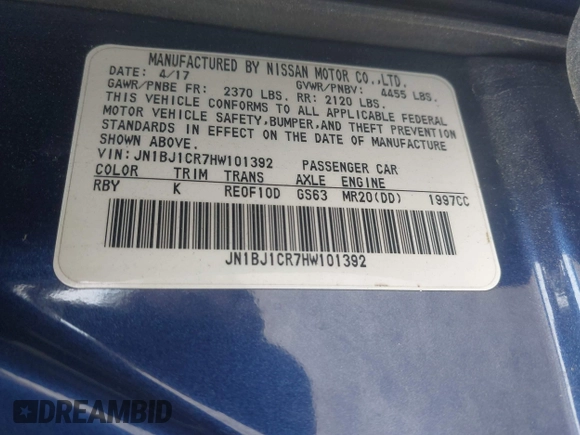 MANUFACTURED BY NISSAN MOTOR CO.,LTD.
DATE: 4/17 GVWR/PNBV: 4455 LBS.
GAWR/PNBE FR: 2370 LBS. RR: 2120 LBS.
THIS VEHICLE CONFORMS TO ALL APPLICABLE FEDERAL
MOTOR VEHICLE SAFETY,BUMPER,AND THEFT PREVENTION
STANDARDS IN EFFECT ON THE DATE OF MANUFACTURE
SHOWN ABOVE.
VIN: JN1BJ1CR7HW101392 PASSENGER CAR
COLOR TRIM TRANS AXLE ENGINE
RBY K RE0F10D GS63 MR20(DD) 1997CC
JN1BJ1CR7HW101392
DREAMBID